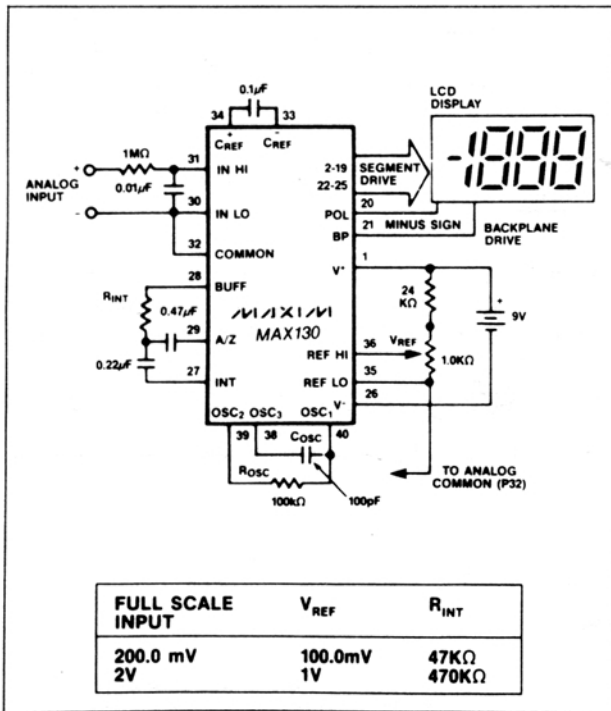 0.1μF
34 33
C+REF C-REF
LCD
DISPLAY
-1888
1MΩ
31
IN HI
ANALOG
INPUT
+
-
0.01μF
30
IN LO
32
COMMON
28
BUFF
RINT
0.47μF
29
A/Z
0.22μF
27
INT
MAXIM
MAX130
2-19
22-25
SEGMENT
DRIVE
20
POL
MINUS SIGN
21
BP
BACKPLANE
DRIVE
1
V+
24
KΩ
+
9V
36
REF HI
VREF
1.0KΩ
35
REF LO
26
V-
OSC2 OSC3 OSC1
39 38 40
COSC
ROSC
100kΩ
100pF
TO ANALOG
COMMON (P32)
FULL SCALE INPUT VREF RINT
200.0 mV 100.0mV 47KΩ
2V 1V 470KΩ